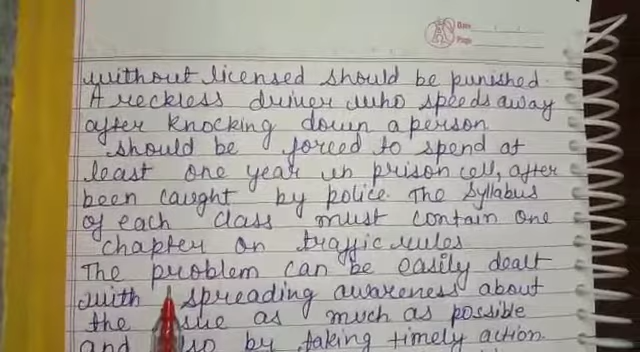 Date
Page
without licensed should be punished.
A reckless driver who speeds away
after knocking down a person
should be forced to spend at
least one year in prison cell, after
been caught by police. The syllabus
of each class must contain one
chapter on traffic rules
The problem can be easily dealt
with spreading awareness about
the as much as possible
and by taking timely action